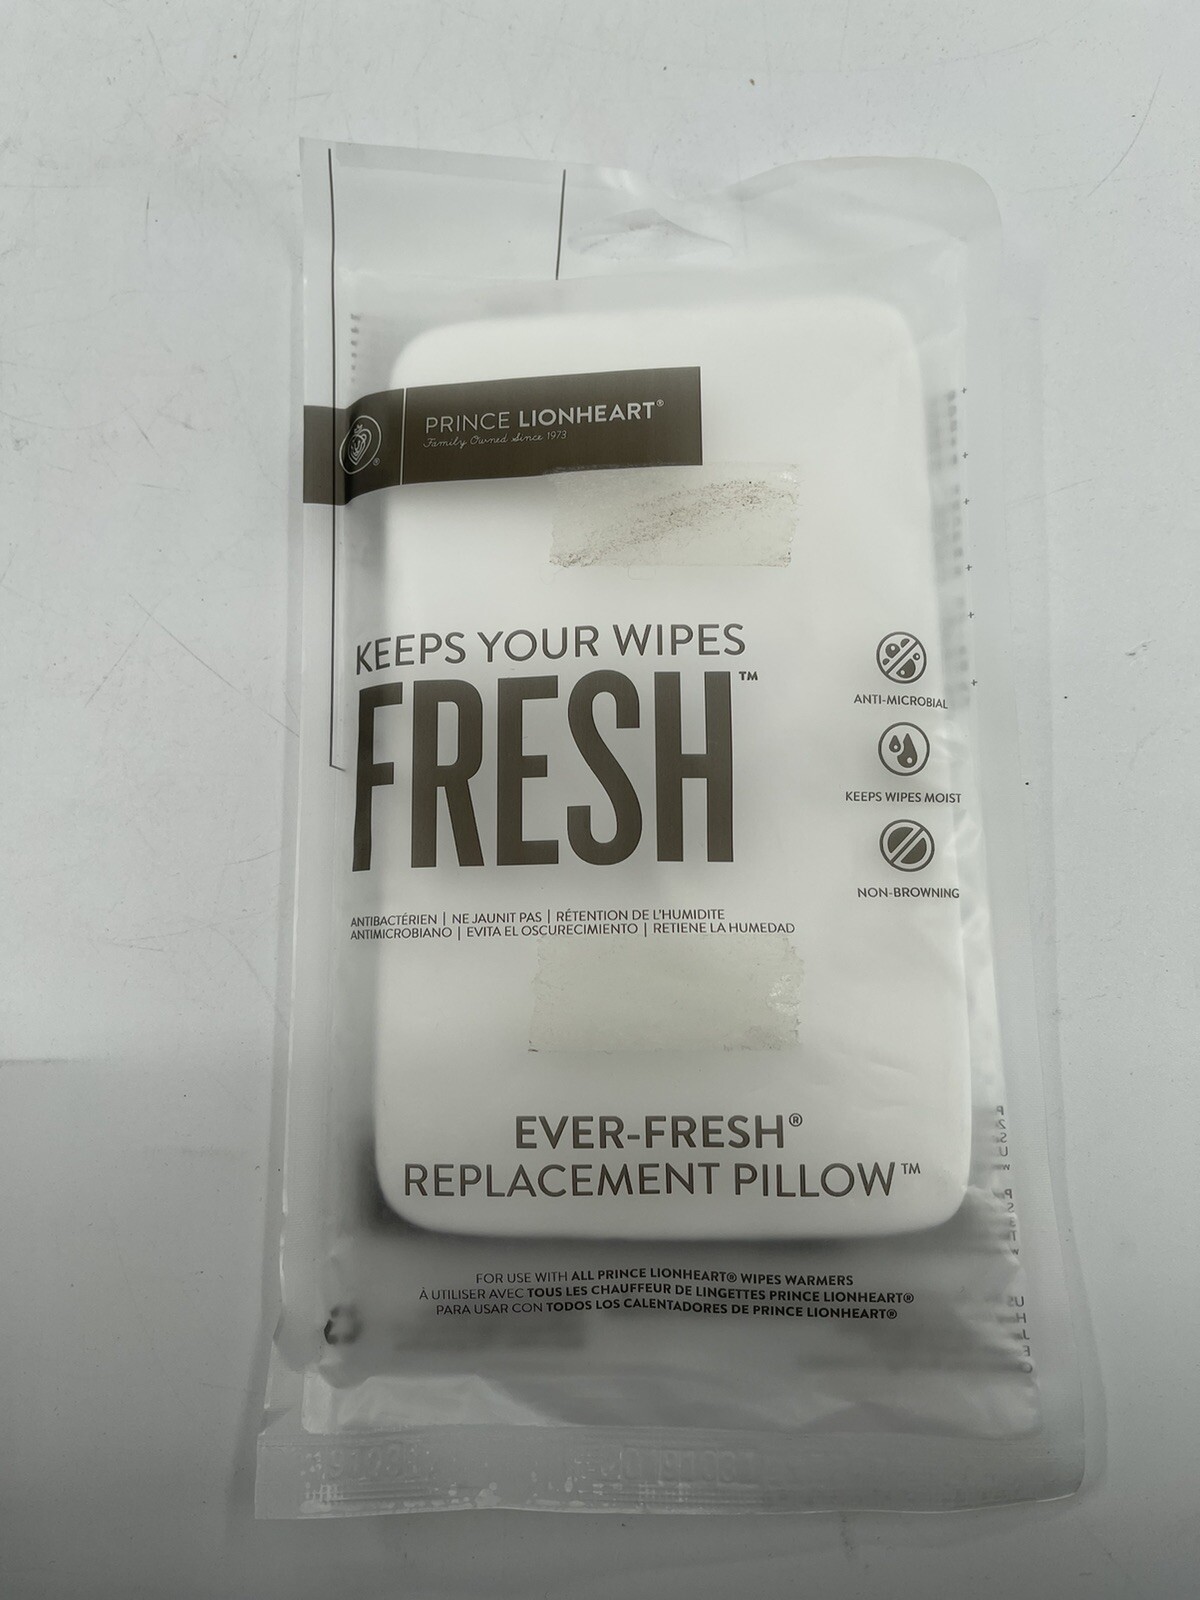 PRINCE LIONHEART®
Family Owned Since 1973
KEEPS YOUR WIPES
FRESH™
ANTI-MICROBIAL
KEEPS WIPES MOIST
NON-BROWNING
ANTIBACTÉRIEN | NE JAUNIT PAS | RÉTENTION DE L'HUMIDITE
ANTIMICROBIANO | EVITA EL OSCURECIMIENTO | RETIENE LA HUMEDAD
EVER-FRESH®
REPLACEMENT PILLOW™
FOR USE WITH ALL PRINCE LIONHEART® WIPES WARMERS
À UTILISER AVEC TOUS LES CHAUFFEUR DE LINGETTES PRINCE LIONHEART®
PARA USAR CON TODOS LOS CALENTADORES DE PRINCE LIONHEART®